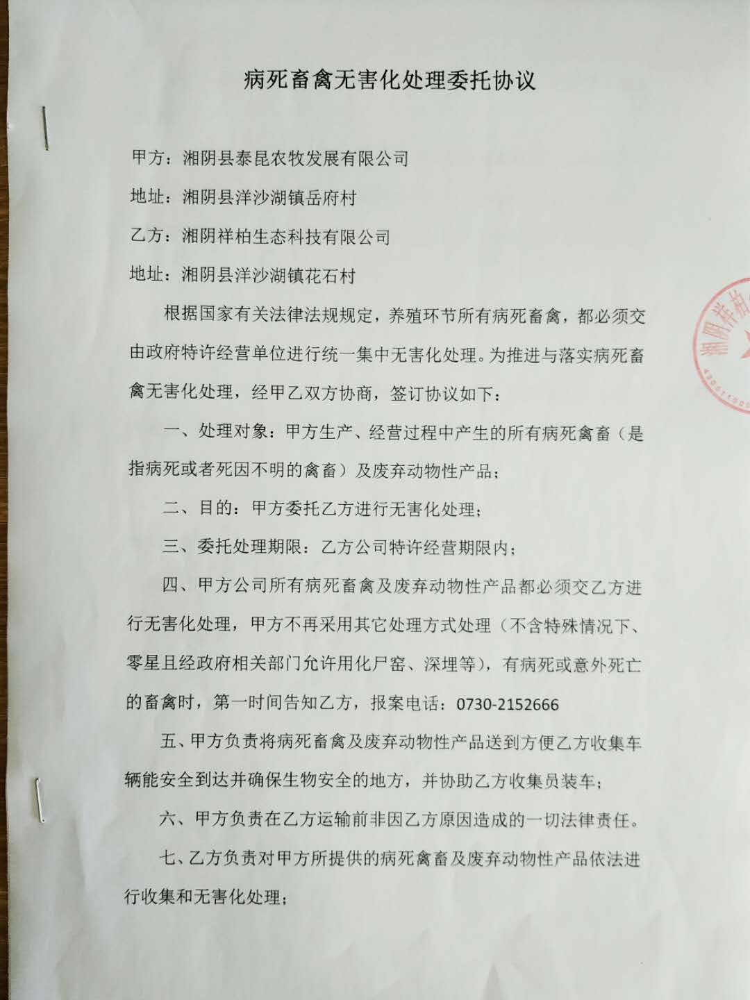 病死畜禽无害化处理委托协议
甲方：湘阴县泰昆农牧发展有限公司
地址：湘阴县洋沙湖镇岳府村
乙方：湘阴祥柏生态科技有限公司
地址：湘阴县洋沙湖镇花石村
根据国家有关法律法规规定，养殖环节所有病死畜禽，都必须交
由政府特许经营单位进行统一集中无害化处理。为推进与落实病死畜
禽无害化处理，经甲乙双方协商，签订协议如下：
一、处理对象：甲方生产、经营过程中产生的所有病死禽畜（是
指病死或者死因不明的禽畜）及废弃动物性产品；
二、目的：甲方委托乙方进行无害化处理；
三、委托处理期限：乙方公司特许经营期限内；
四、甲方公司所有病死畜禽及废弃动物性产品都必须交乙方进
行无害化处理，甲方不再采用其它处理方式处理（不含特殊情况下、
零星且经政府相关部门允许用化尸窑、深埋等），有病死或意外死亡
的畜禽时，第一时间告知乙方，报案电话：0730-2152666
五、甲方负责将病死畜禽及废弃动物性产品送到方便乙方收集车
辆能安全到达并确保生物安全的地方，并协助乙方收集员装车；
六、甲方负责在乙方运输前非因乙方原因造成的一切法律责任。
七、乙方负责对甲方所提供的病死禽畜及废弃动物性产品依法进
行收集和无害化处理；
湘阴祥柏